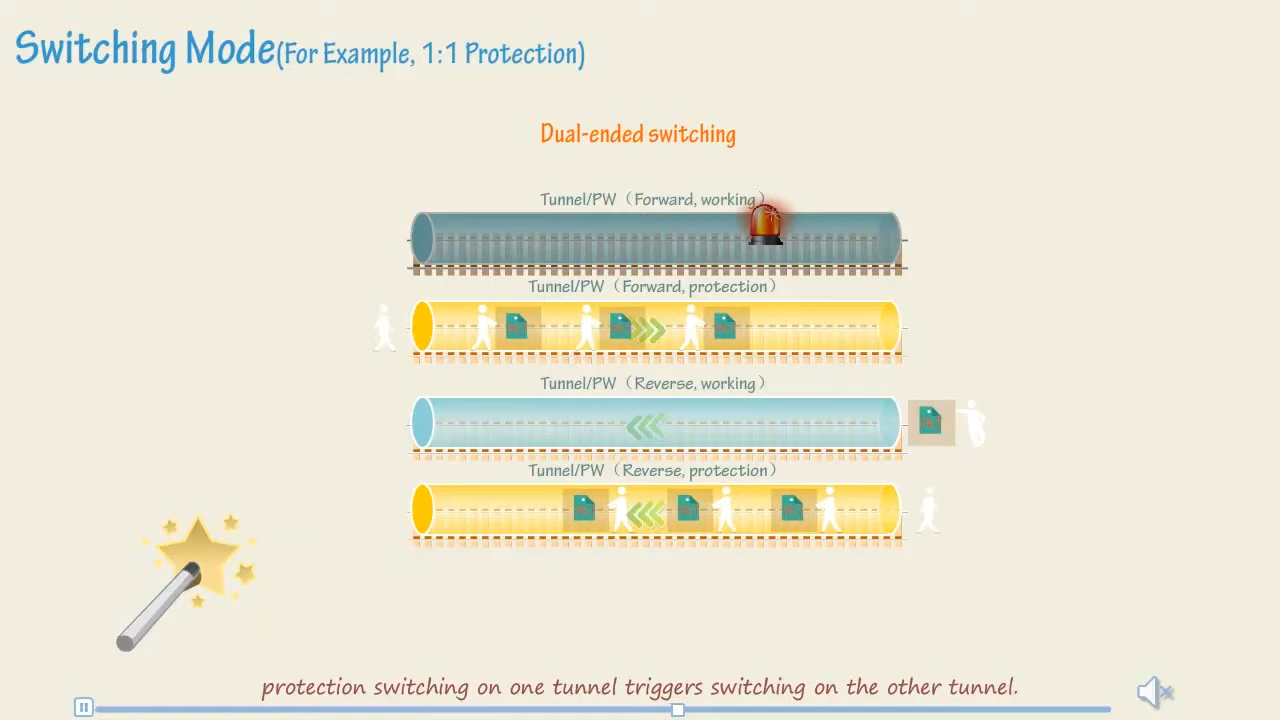 Switching Mode(For Example, 1:1 Protection)
Dual-ended switching
Tunnel/PW（Forward, working）
Tunnel/PW（Forward, protection）
Tunnel/PW（Reverse, working）
Tunnel/PW（Reverse, protection）
protection switching on one tunnel triggers switching on the other tunnel.